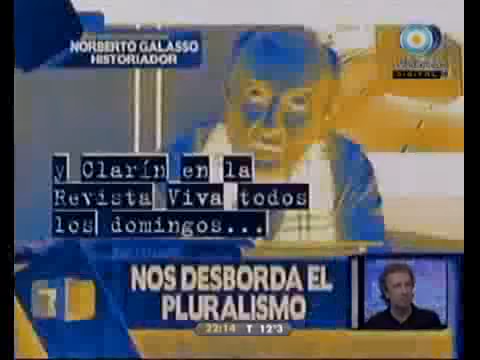 NORBERTO GALASSO
HISTORIADOR
DIGITAL
y Clarín en la
Revista Viva todos
los domingos...
NOS DESBORDA EL
PLURALISMO
22:14 T 12°3
T